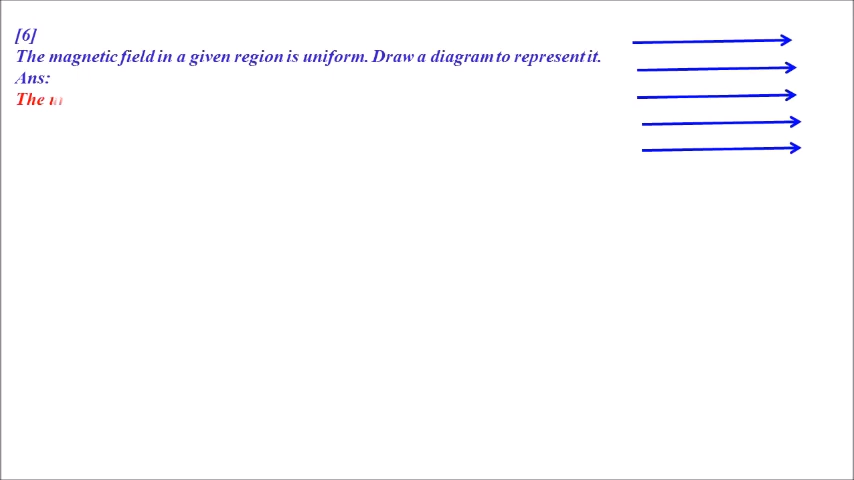 [6]
The magnetic field in a given region is uniform. Draw a diagram to represent it.
Ans:
The